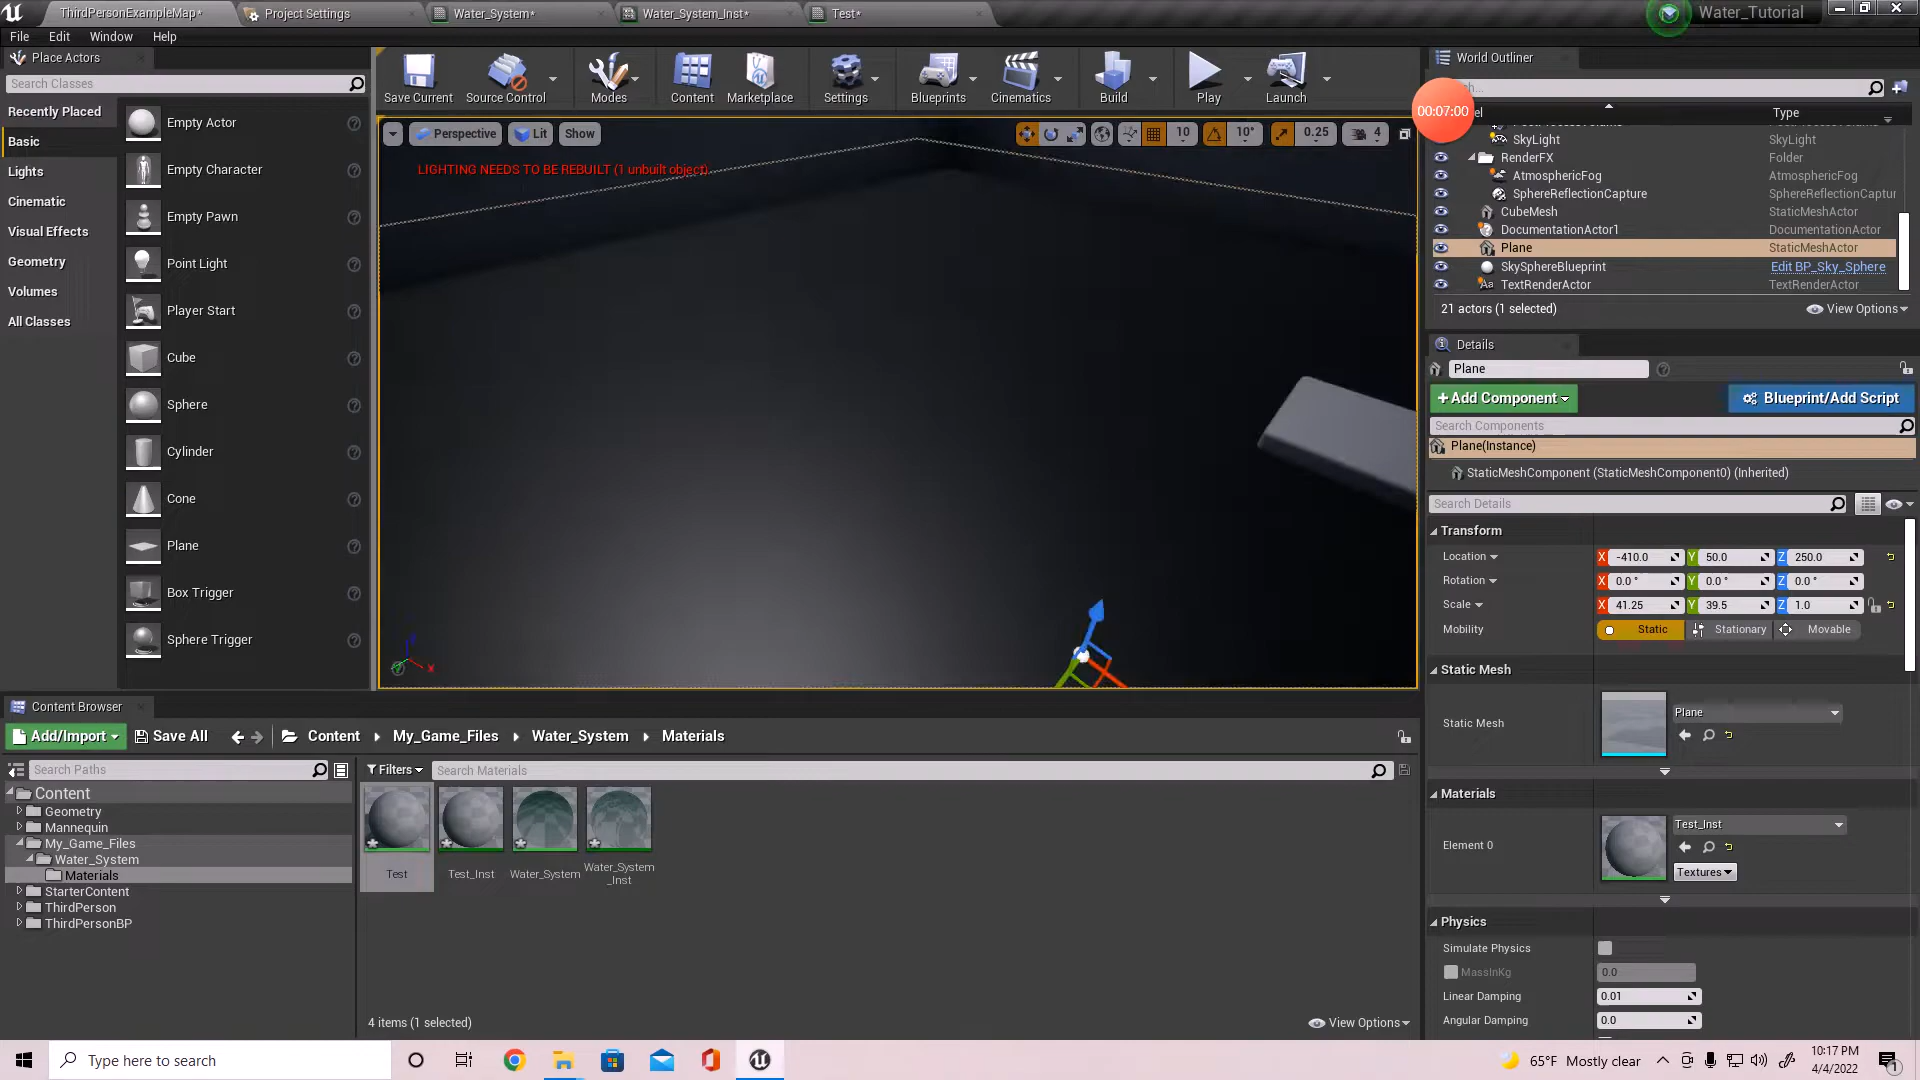 ThirdPersonExampleMap*
Project Settings
Water_System*
Water_System_Inst*
Test*
Water_Tutorial
File Edit Window Help
Place Actors
Search Classes
Recently Placed
Basic
Lights
Cinematic
Visual Effects
Geometry
Volumes
All Classes
Empty Actor
Empty Character
Empty Pawn
Point Light
Player Start
Cube
Sphere
Cylinder
Cone
Plane
Box Trigger
Sphere Trigger
Save Current
Source Control
Modes
Content
Marketplace
Settings
Blueprints
Cinematics
Build
Play
Launch
Perspective Lit Show
10 10° 0.25 4
LIGHTING NEEDS TO BE REBUILT (1 unbuilt object)
World Outliner
00:07:00
Type
SkyLight SkyLight
RenderFX Folder
AtmosphericFog AtmosphericFog
SphereReflectionCapture SphereReflectionCaptur
CubeMesh StaticMeshActor
DocumentationActor1 DocumentationActor
Plane StaticMeshActor
SkySphereBlueprint Edit BP_Sky_Sphere
TextRenderActor TextRenderActor
21 actors (1 selected) View Options
Details
Plane
+Add Component Blueprint/Add Script
Search Components
Plane(Instance)
StaticMeshComponent (StaticMeshComponent0) (Inherited)
Search Details
Transform
Location X -410.0 Y 50.0 Z 250.0
Rotation X 0.0° Y 0.0° Z 0.0°
Scale X 41.25 Y 39.5 Z 1.0
Mobility Static Stationary Movable
Static Mesh
Static Mesh Plane
Materials
Element 0 Test_Inst
Textures
Physics
Simulate Physics
MassInKg 0.0
Linear Damping 0.01
Angular Damping 0.0
Content Browser
Add/Import Save All Content My_Game_Files Water_System Materials
Search Paths
Filters Search Materials
Content
Geometry
Mannequin
My_Game_Files
Water_System
Materials
StarterContent
ThirdPerson
ThirdPersonBP
Test
Test_Inst
Water_System
Water_System
_Inst
4 items (1 selected) View Options
Type here to search
65°F Mostly clear
10:17 PM
4/4/2022
1